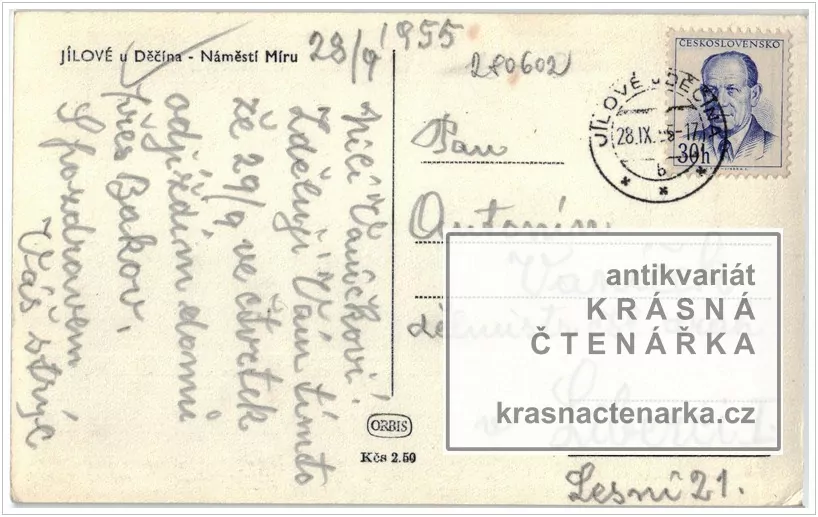 JÍLOVÉ u Děčína - Náměstí Míru
28/9 1955
280602
ČESKOSLOVENSKO
30h
JÍLOVÉ u DĚČÍNA
28.IX. 55-17
b
Milí Vaníčkovi!
Zděluji Vám tímto
že 29/9 ve čtvrtek
odjíždím domů
přes Bakov.
S pozdravem
Váš strýc
Pan
Antonín
v Liberci I
Lesní 21.
ORBIS
Kčs 2.50
antikvariát
KRÁSNÁ
ČTENÁŘKA
krasnactenarka.cz